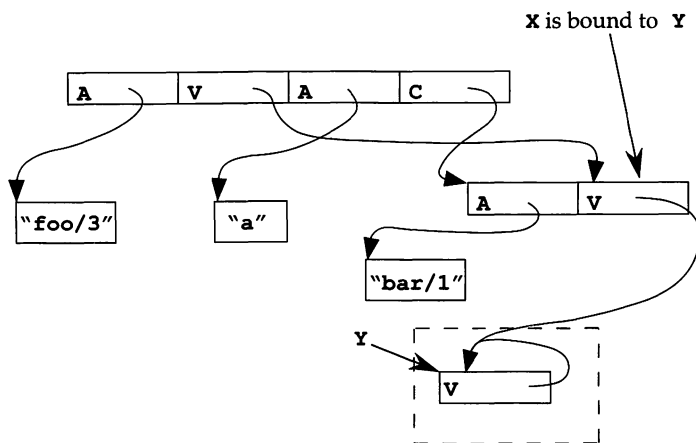 X is bound to Y
A V A C
A V
"foo/3" "a"
"bar/1"
Y
V